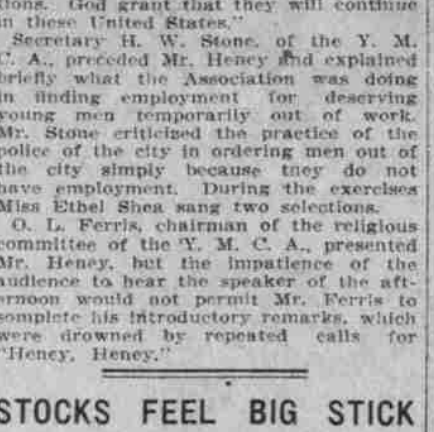 tions. God grant that they will continue
in these United States."
Secretary H. W. Stone, of the Y. M.
C. A., preceded Mr. Heney and explained
briefly what the Association was doing
in finding employment for deserving
young men temporarily out of work.
Mr. Stone criticised the practice of the
police of the city in ordering men out of
the city simply because they do not
have employment. During the exercises
Miss Ethel Shea sang two selections.
O. L. Ferris, chairman of the religious
committee of the Y. M. C. A., presented
Mr. Heney, but the impatience of the
audience to hear the speaker of the aft-
ernoon would not permit Mr. Ferris to
complete his introductory remarks, which
were drowned by repeated calls for
"Heney, Heney."
STOCKS FEEL BIG STICK